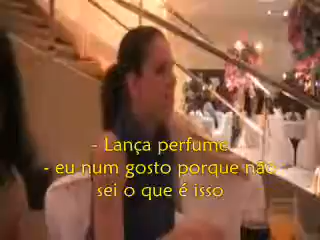 - Lança perfume
- eu num gosto porque não
sei o que é isso